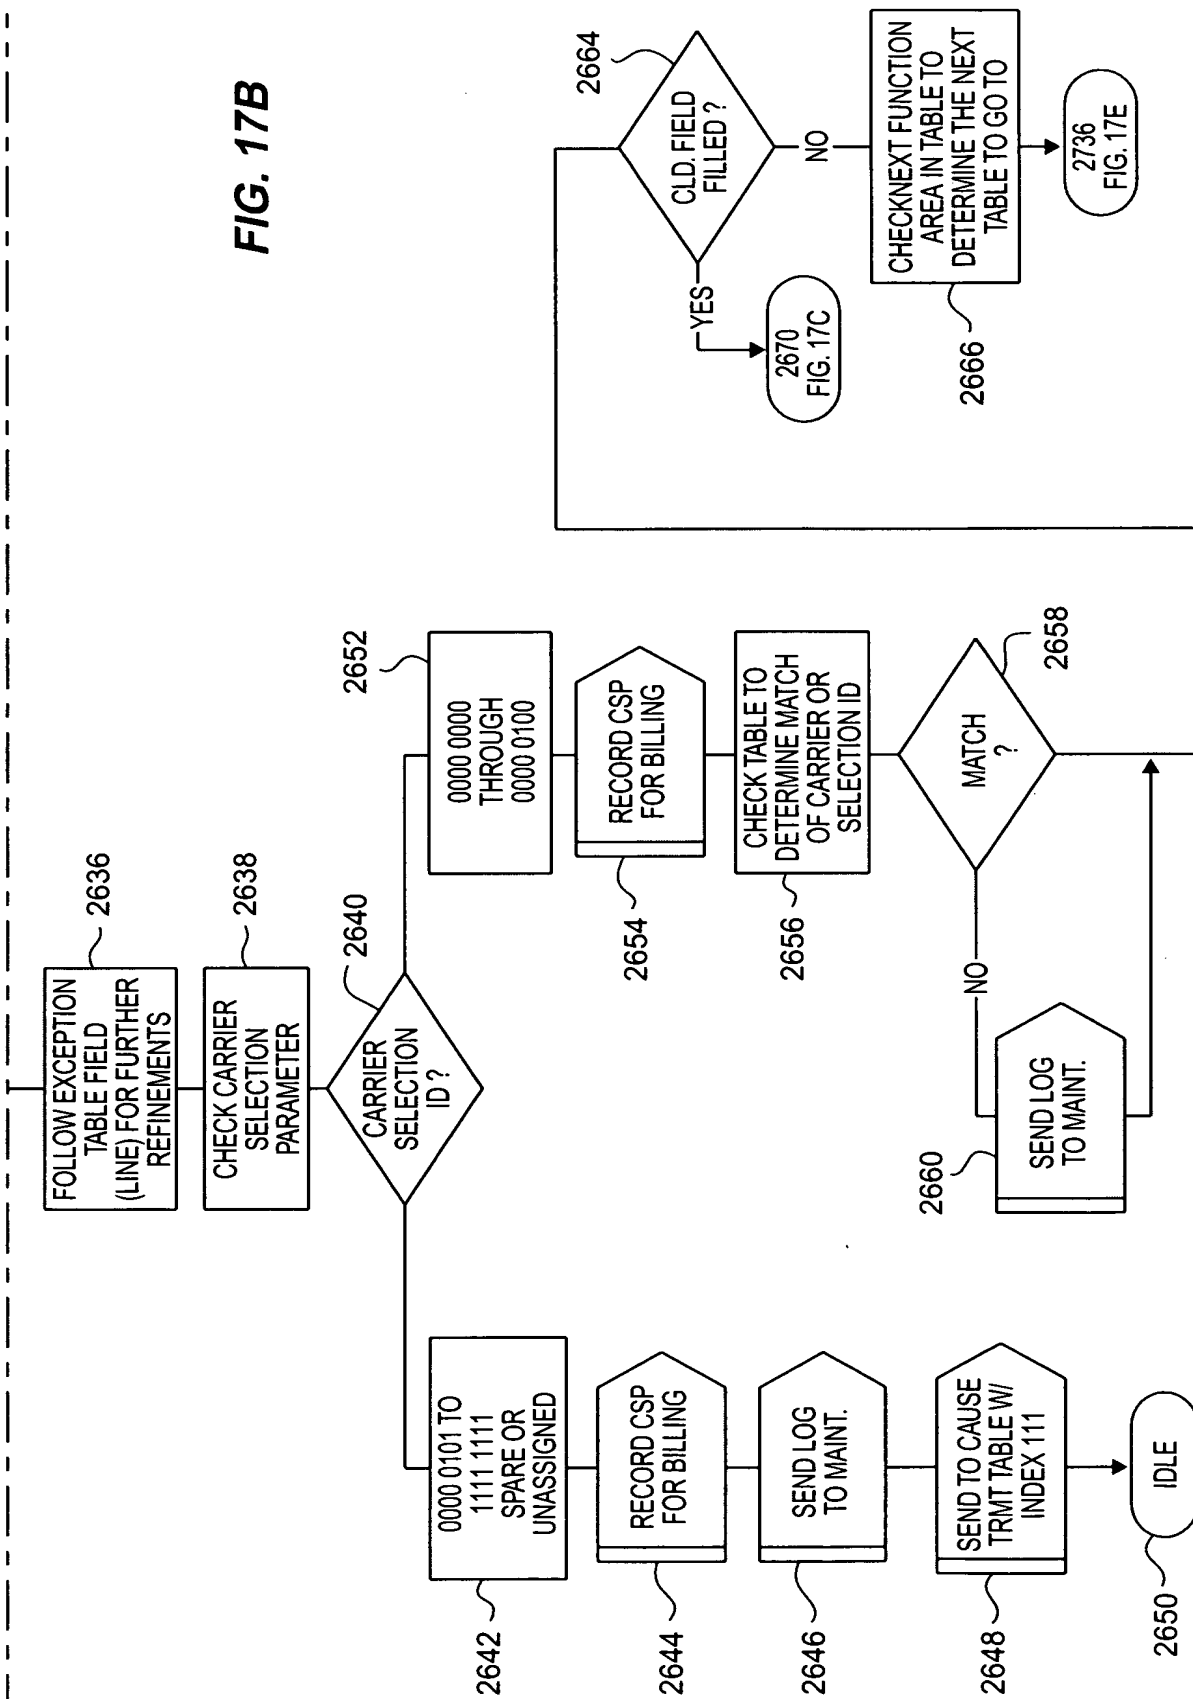 FIG. 17B
FOLLOW EXCEPTION
TABLE FIELD
(LINE) FOR FURTHER
REFINEMENTS
2636
CHECK CARRIER
SELECTION
PARAMETER
2638
CARRIER
SELECTION
ID?
2640
0000 0101 TO
1111 1111
SPARE OR
UNASSIGNED
2642
RECORD CSP
FOR BILLING
2644
SEND LOG
TO MAINT.
2646
SEND TO CAUSE
TRMT TABLE W/
INDEX 111
2648
IDLE
2650
0000 0000
THROUGH
0000 0100
2652
RECORD CSP
FOR BILLING
2654
CHECK TABLE TO
DETERMINE MATCH
OF CARRIER OR
SELECTION ID
2656
MATCH
?
2658
NO
SEND LOG
TO MAINT.
2660
CLD. FIELD
FILLED?
2664
YES
2670
FIG. 17C
NO
CHECKNEXT FUNCTION
AREA IN TABLE TO
DETERMINE THE NEXT
TABLE TO GO TO
2666
2736
FIG. 17E